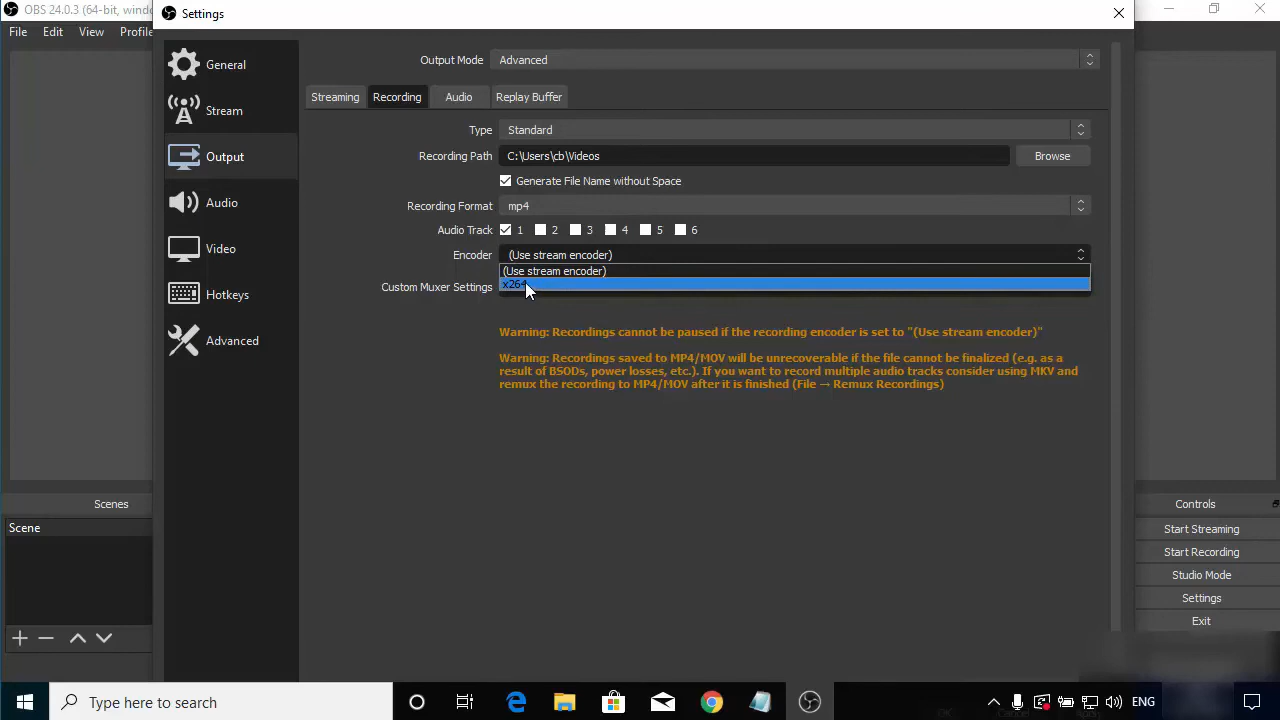 OBS 24.0.3 (64-bit, windo
Settings
File Edit View Profile
General
Stream
Output
Audio
Video
Hotkeys
Advanced
Output Mode Advanced
Streaming Recording Audio Replay Buffer
Type Standard
Recording Path C:\Users\cb\Videos Browse
Generate File Name without Space
Recording Format mp4
Audio Track 1 2 3 4 5 6
Encoder (Use stream encoder)
(Use stream encoder)
x264
Custom Muxer Settings
Warning: Recordings cannot be paused if the recording encoder is set to "(Use stream encoder)"
Warning: Recordings saved to MP4/MOV will be unrecoverable if the file cannot be finalized (e.g. as a
result of BSODs, power losses, etc.). If you want to record multiple audio tracks consider using MKV and
remux the recording to MP4/MOV after it is finished (File → Remux Recordings)
Scenes
Scene
Controls
Start Streaming
Start Recording
Studio Mode
Settings
Exit
Type here to search
ENG